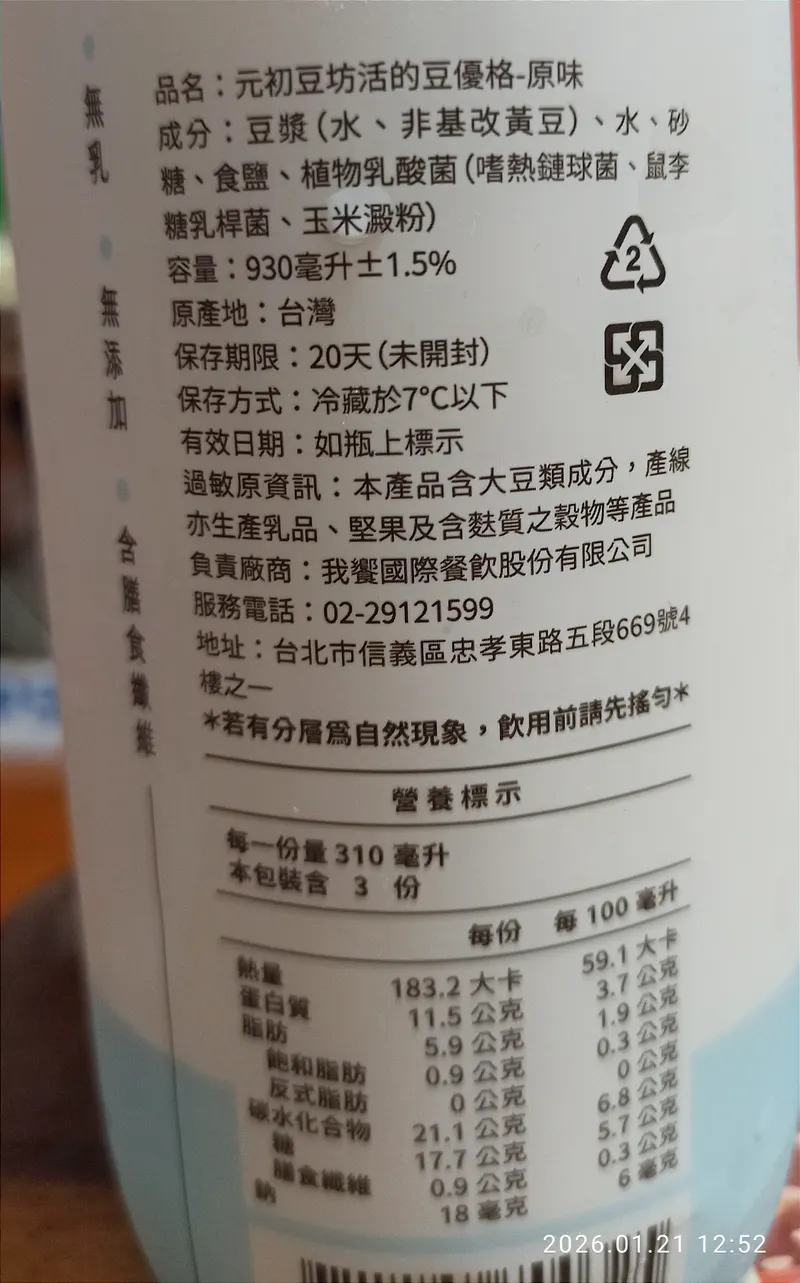 無乳
無添加
含膳食纖維
品名：元初豆坊活的豆優格-原味
成分：豆漿（水、非基改黃豆）、水、砂
糖、食鹽、植物乳酸菌（嗜熱鏈球菌、鼠李
糖乳桿菌、玉米澱粉）
容量：930毫升±1.5%
原產地：台灣
保存期限：20天（未開封）
保存方式：冷藏於7°C以下
有效日期：如瓶上標示
過敏原資訊：本產品含大豆類成分，產線
亦生產乳品、堅果及含麩質之穀物等產品
負責廠商：我饗國際餐飲股份有限公司
服務電話：02-29121599
地址：台北市信義區忠孝東路五段669號4
樓之一
*若有分層為自然現象，飲用前請先搖勻*
營養標示
每一份量 310 毫升
本包裝含 3 份
每份 每 100 毫升
熱量 183.2 大卡 59.1 大卡
蛋白質 11.5 公克 3.7 公克
脂肪 5.9 公克 1.9 公克
飽和脂肪 0.9 公克 0.3 公克
反式脂肪 0 公克 0 公克
碳水化合物 21.1 公克 6.8 公克
糖 17.7 公克 5.7 公克
膳食纖維 0.9 公克 0.3 公克
鈉 18 毫克 6 毫克
2
2026.01.21 12:52